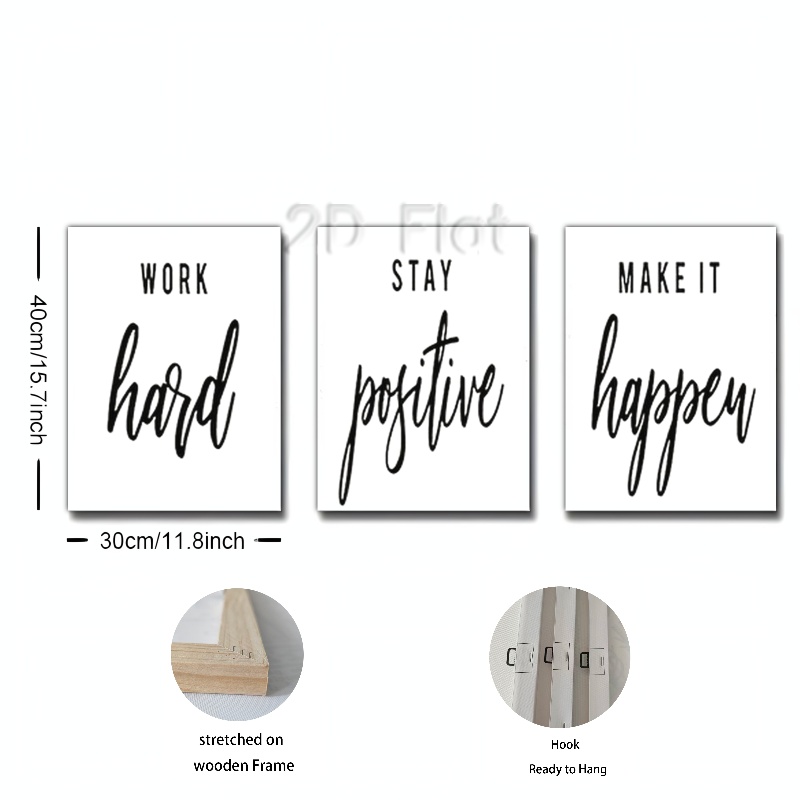 2D Flat
WORK
hard
STAY
positive
MAKE IT
happen
40cm/15.7inch
30cm/11.8inch
stretched on
wooden Frame
Hook
Ready to Hang